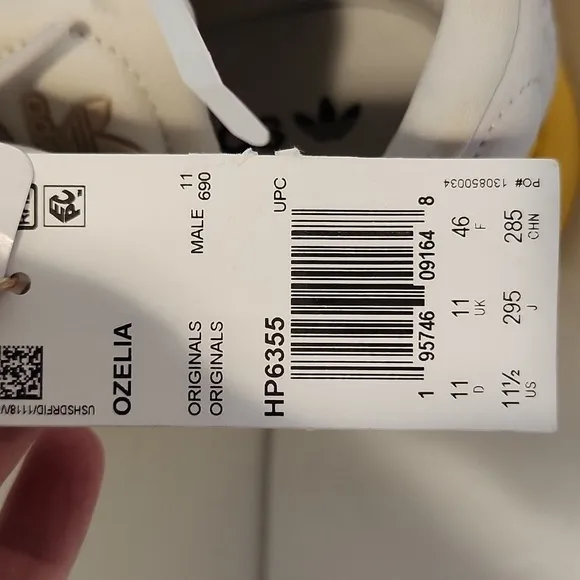 OZELIA
ORIGINALS MALE 11
ORIGINALS 690
HP6355 UPC
1 95746 09164 8
11 D 11 UK 46 F
11½ US 295 J 285 CHN
PO# 130850034